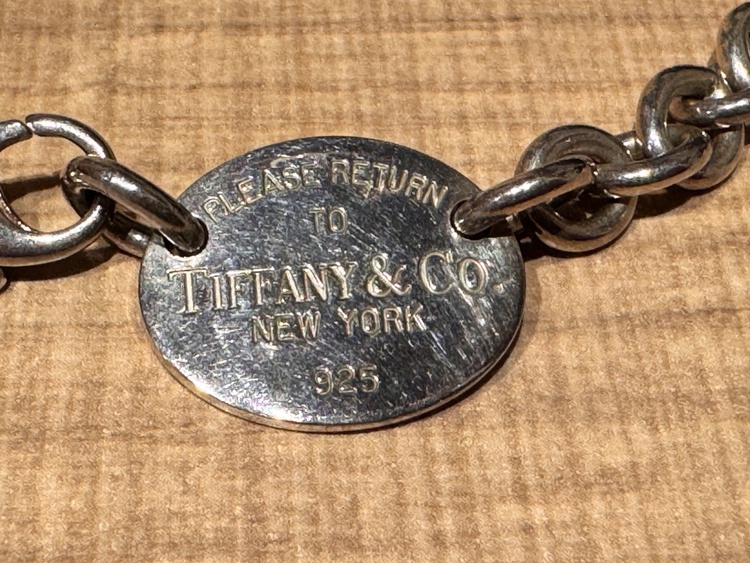 PLEASE RETURN
TO
TIFFANY & CO.
NEW YORK
925